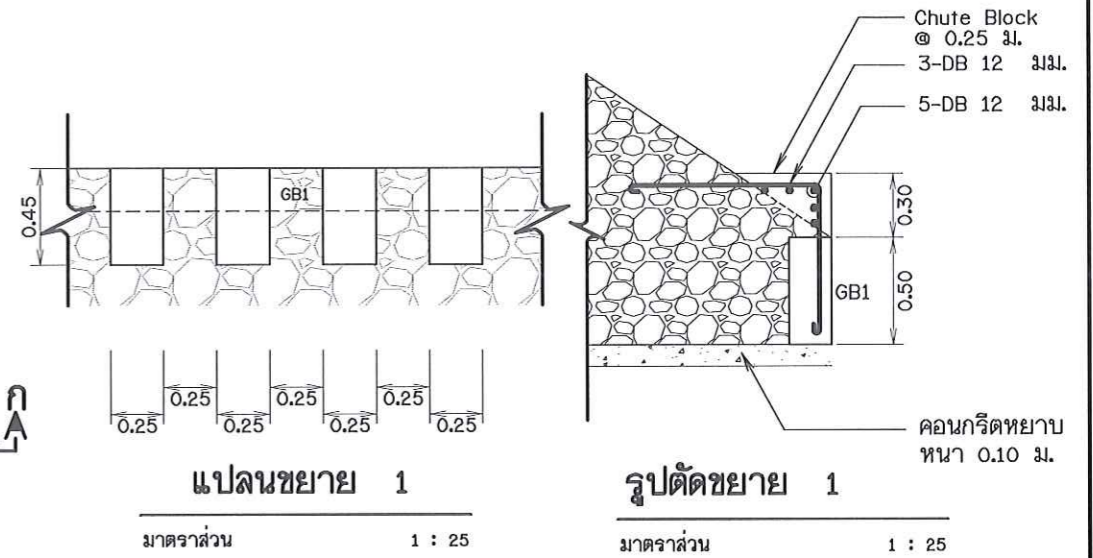 Chute Block
@ 0.25 ม.
3-DB 12 มม.
5-DB 12 มม.
0.45
GB1
0.30
0.50
GB1
0.25 0.25 0.25
0.25 0.25 0.25 0.25
ก
คอนกรีตหยาบ
หนา 0.10 ม.
แปลนขยาย 1
มาตราส่วน 1 : 25
รูปตัดขยาย 1
มาตราส่วน 1 : 25